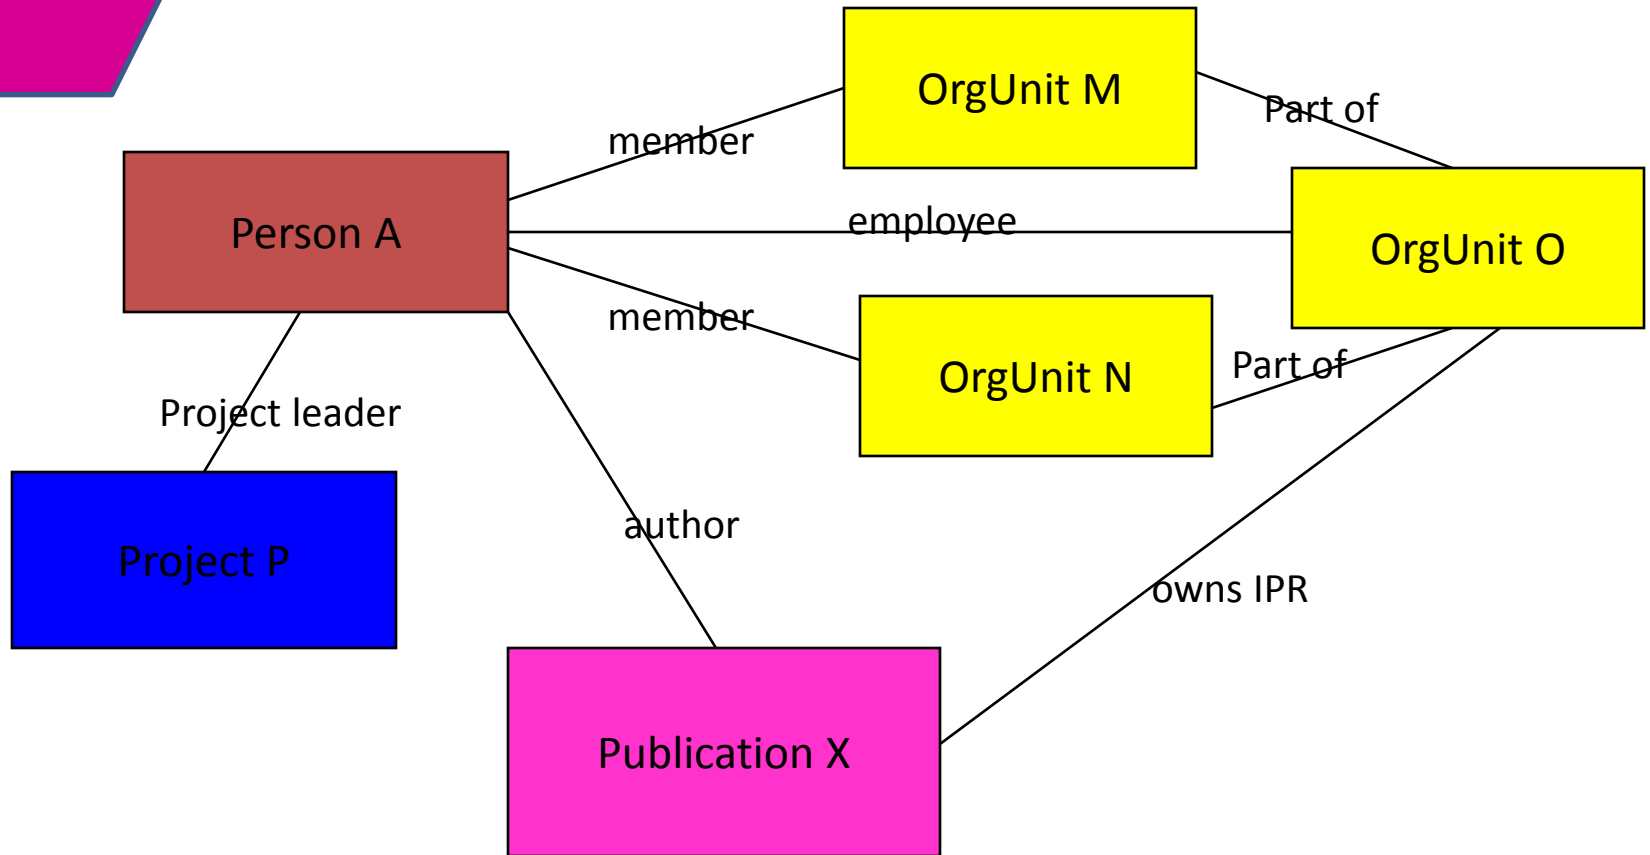 OrgUnit M
Part of
member
Person A
employee
OrgUnit O
member
OrgUnit N
Part of
Project leader
author
Project P
owns IPR
Publication X